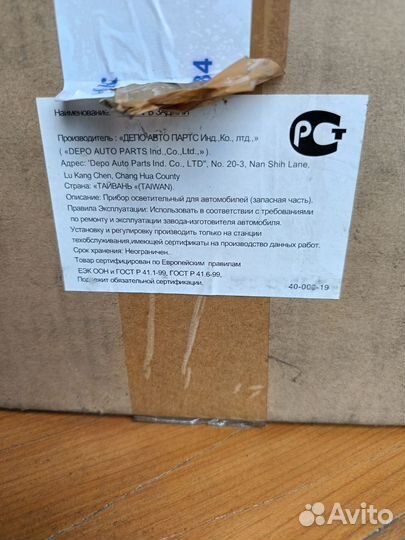 84
Наименование
Производитель : «ДЕПО АВТО ПАРТС Инд.,Ко., лтд.,»
( «DEPO AUTO PARTS Ind.,Co.,Ltd.,» )
Адрес: 'Depo Auto Parts Ind. Co., LTD", No. 20-3, Nan Shih Lane,
Lu Kang Chen, Chang Hua County
Страна: «ТАЙВАНЬ «(TAIWAN).
Описание: Прибор осветительный для автомобилей (запасная часть).
Правила Эксплуатации: Использовать в соответствии с требованиями
по ремонту и эксплуатации завода-изготовителя автомобиля.
Установку и регулировку производить только на станции
техобслуживания,имеющей сертификаты на производство данных работ.
Срок хранения: Неограничен..
Товар сертифицирован по Европейским правилам
ЕЭК ООН и ГОСТ Р 41.1-99, ГОСТ Р 41.6-99,
Подлежит обязательной сертификации.
40-002-19
РСТ
Avito